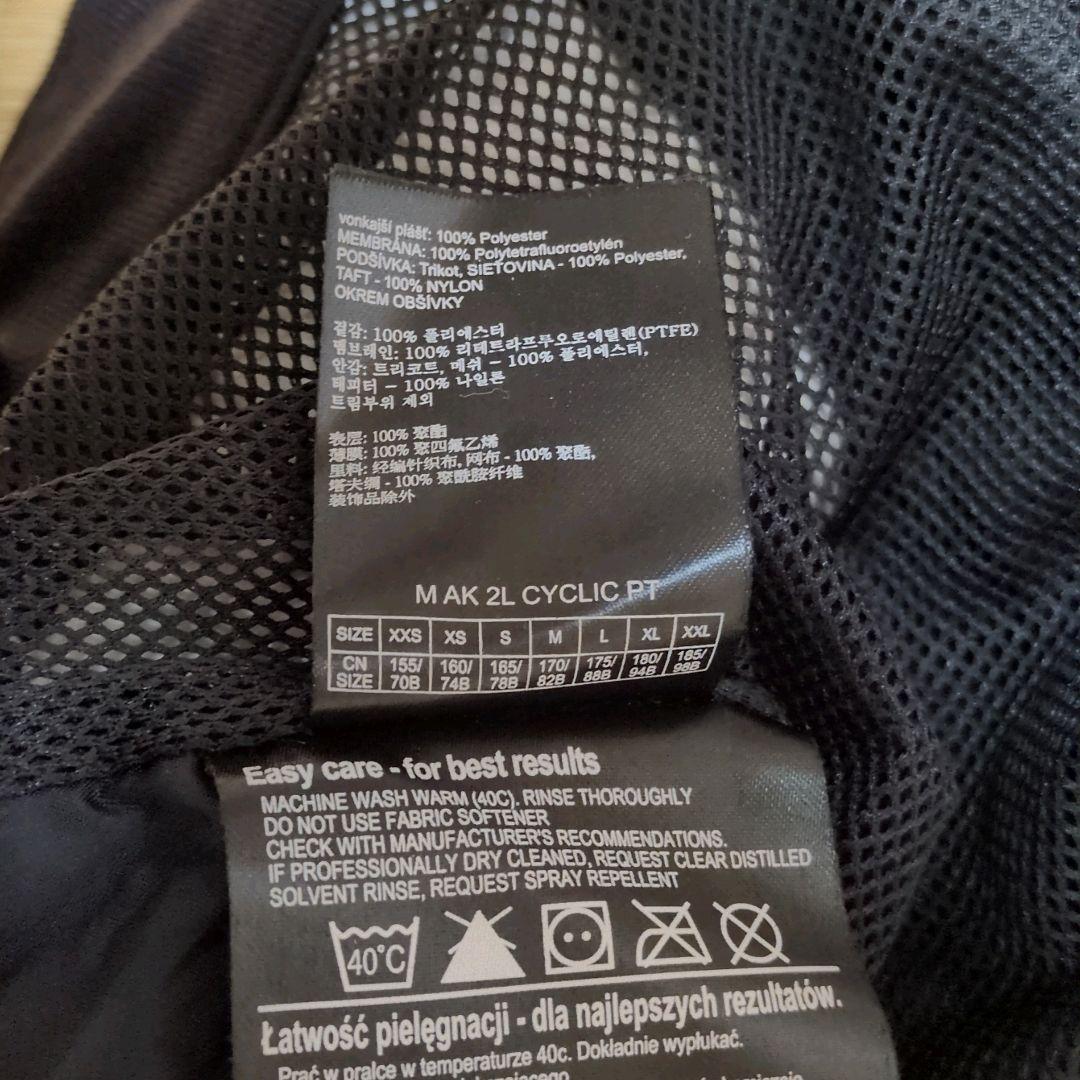 vonkajší plášť: 100% Polyester
MEMBRÁNA: 100% Polytetrafluoroetylén
PODŠÍVKA: Trikot, SIEŤOVINA - 100% Polyester,
TAFT - 100% NYLON
OKREM OBŠÍVKY
겉감: 100% 폴리에스터
멤브레인: 100% 리데트라프루오로에틸렌(PTFE)
안감: 트리코트, 메쉬 - 100% 폴리에스터,
태피터 - 100% 나일론
트림부위 제외
表层: 100% 聚酯
薄膜: 100% 聚四氟乙烯
里料: 经编针织布, 网布 - 100% 聚酯,
塔夫绸 - 100% 聚酰胺纤维
装饰品除外
M AK 2L CYCLIC PT
SIZE XXS XS S M L XL XXL
CN SIZE 155/70B 160/74B 165/78B 170/82B 175/88B 180/94B 185/98B
Easy care - for best results
MACHINE WASH WARM (40C). RINSE THOROUGHLY
DO NOT USE FABRIC SOFTENER
CHECK WITH MANUFACTURER'S RECOMMENDATIONS.
IF PROFESSIONALLY DRY CLEANED, REQUEST CLEAR DISTILLED
SOLVENT RINSE, REQUEST SPRAY REPELLENT
40°C
Łatwość pielęgnacji - dla najlepszych rezultatów.
Prać w pralce w temperaturze 40c. Dokładnie wypłukać.